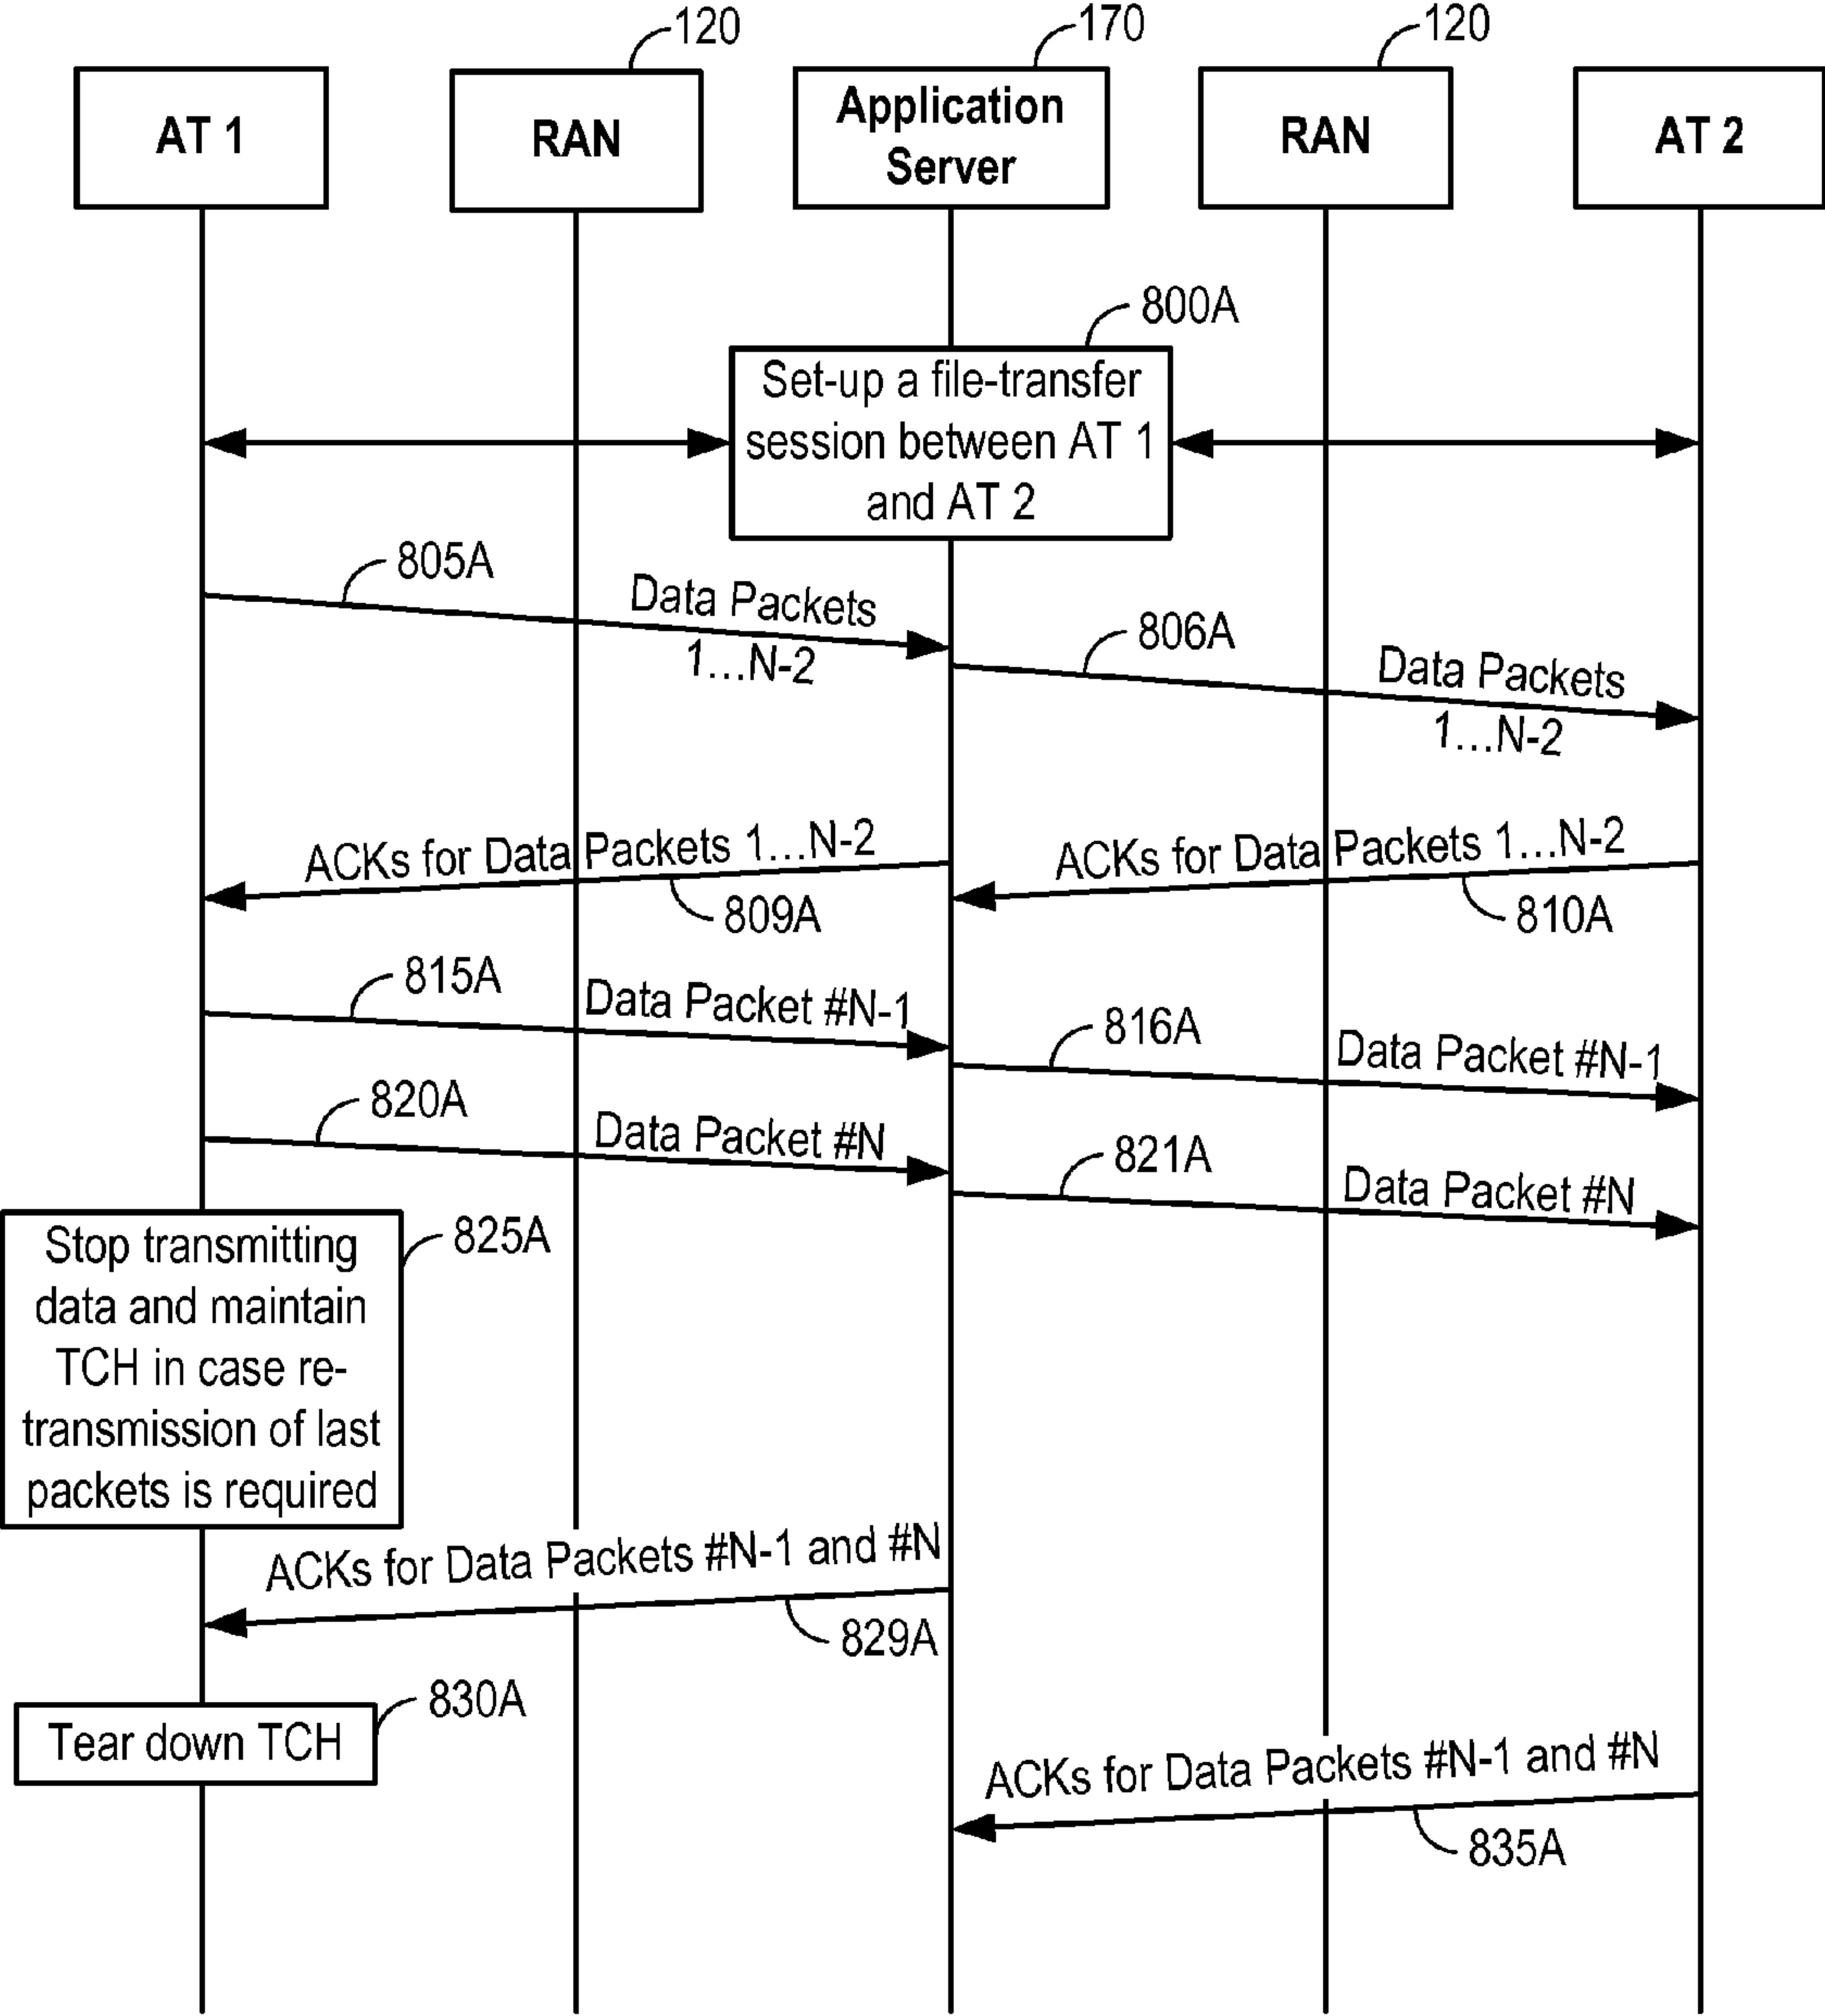 120
170
120
AT 1
RAN
Application
Server
RAN
AT 2
800A
Set-up a file-transfer
session between AT 1
and AT 2
805A
Data Packets
1...N-2
806A
Data Packets
1...N-2
ACKs for Data Packets 1...N-2
809A
ACKs for Data Packets 1...N-2
810A
815A
Data Packet #N-1
816A
Data Packet #N-1
820A
Data Packet #N
821A
Data Packet #N
825A
Stop transmitting
data and maintain
TCH in case re-
transmission of last
packets is required
ACKs for Data Packets #N-1 and #N
829A
830A
Tear down TCH
ACKs for Data Packets #N-1 and #N
835A